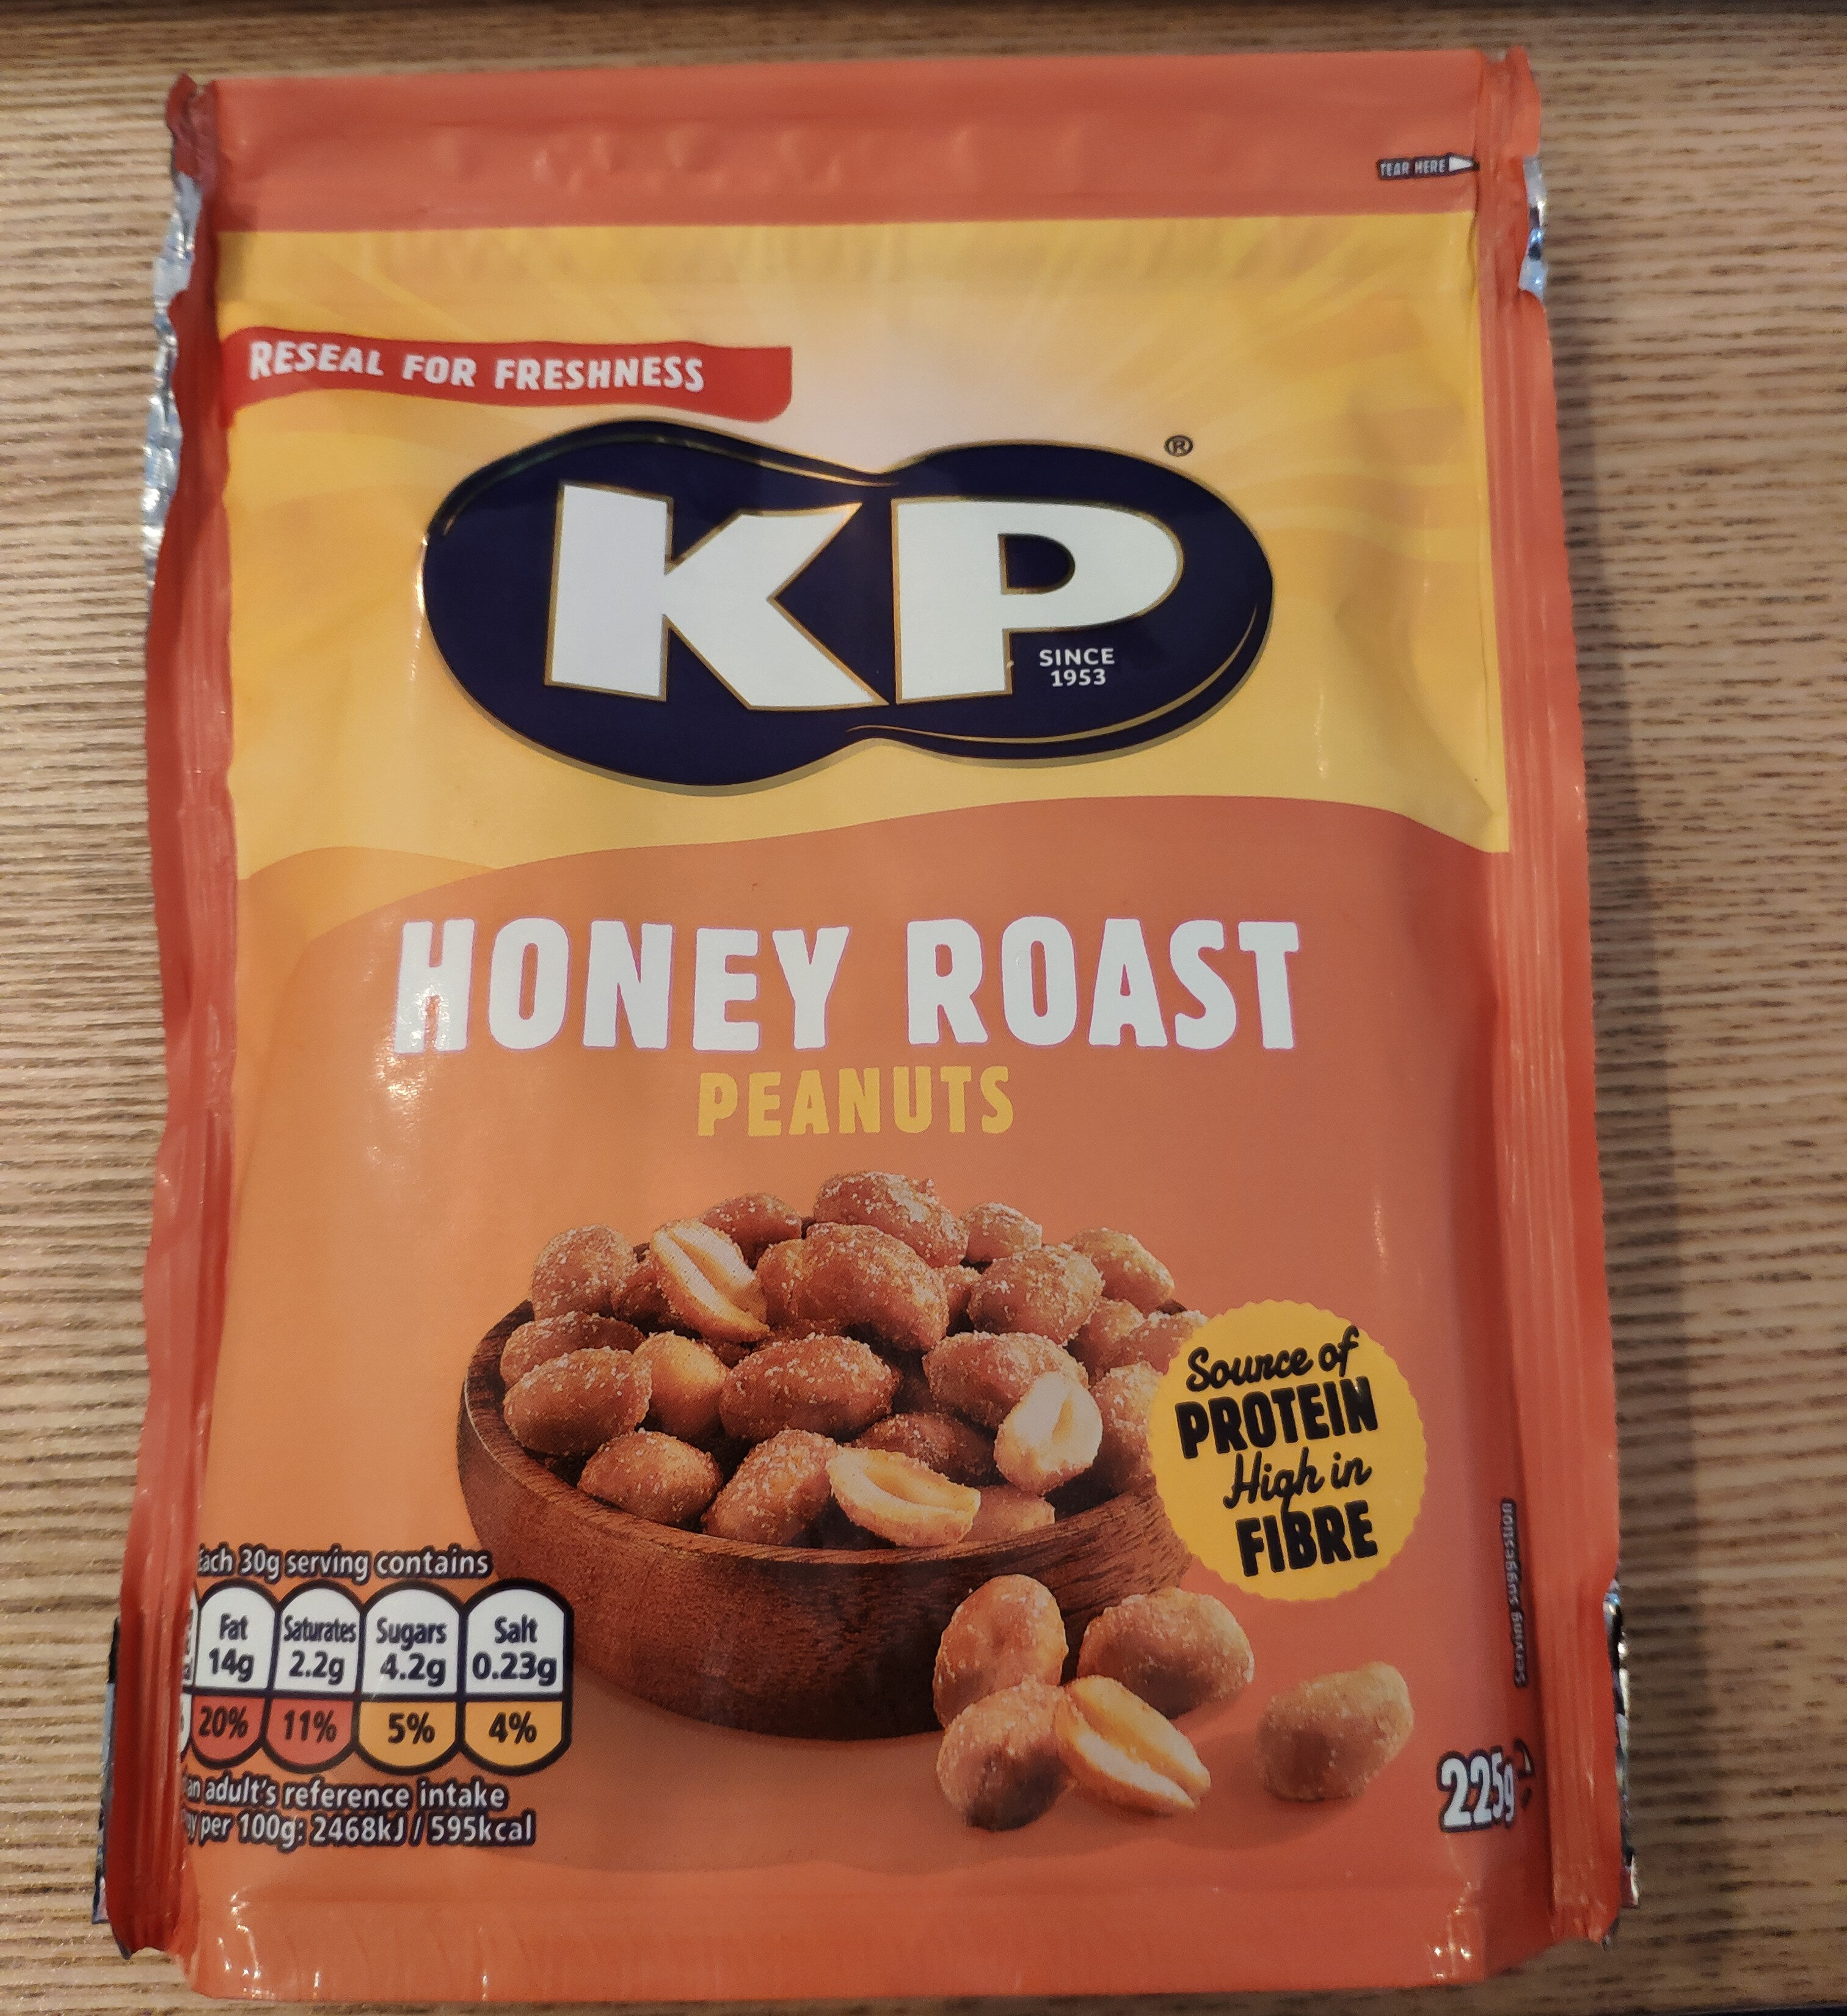 TEAR HERE
RESEAL FOR FRESHNESS
KP
®
SINCE
1953
HONEY ROAST
PEANUTS
Source of
PROTEIN
High in
FIBRE
Each 30g serving contains
Fat Saturates Sugars Salt
14g 2.2g 4.2g 0.23g
20% 11% 5% 4%
an adult's reference intake
per 100g: 2468kJ / 595kcal
Serving suggestion
225g